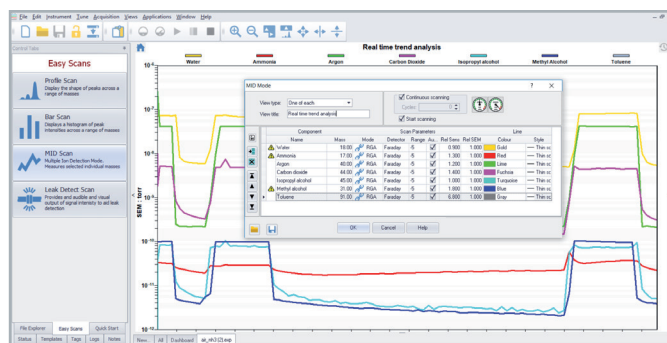 File Edit Instrument Tune Acquisition Views Applications Window Help
Control Tabs
Easy Scans
Profile Scan
Display the shape of peaks across a range of masses
Bar Scan
Displays a histogram of peak intensities across a range of masses
MID Scan
Multiple Ion Detection Mode. Measures selected individual masses
Leak Detect Scan
Provides and audible and visual output of signal intensity to aid leak detection
File Explorer Easy Scans Quick Start
Status Templates Tags Logs Notes
Real time trend analysis
Water Ammonia Argon Carbon Dioxide Isopropyl alcohol Methyl Alcohol Toluene
SEM : torr
MID Mode ? X
View type: One of each
View title: Real time trend analysis
Continuous scanning
Cycles: 0
Start scanning
Component Scan Parameters Line
Name Mass Mode Detector Range Au.. Rel Sens Ref SEM Colour Style
Water 18.00 RGA Faraday -5 0.900 1.000 Gold Thin sc
Ammonia 17.00 RGA Faraday -5 1.300 1.000 Red Thin sc
Argon 40.00 RGA Faraday -5 1.200 1.000 Lime Thin sc
Carbon dioxide 44.00 RGA Faraday -5 1.400 1.000 Fuchsia Thin sc
Isopropyl alcohol 45.00 RGA Faraday -5 1.000 1.000 Turquoise Thin sc
Methyl alcohol 31.00 RGA Faraday -5 1.800 1.000 Blue Thin sc
Toluene 91.00 RGA Faraday -5 6.800 1.000 Gray Thin sc
OK Cancel Help
New... All Dashboard